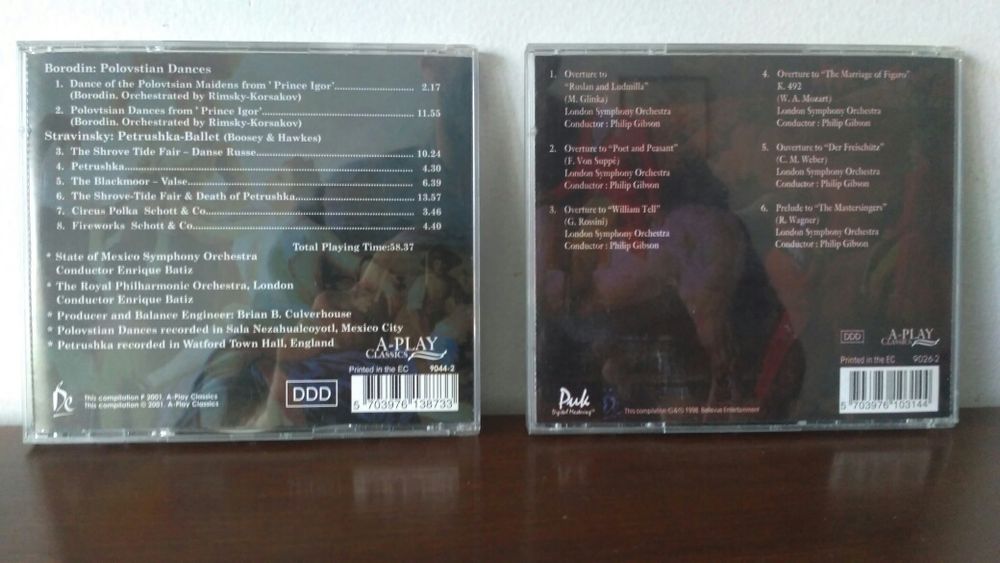 Borodin: Polovstian Dances
1. Dance of the Polovtsian Maidens from ' Prince Igor'.................... 2.17
(Borodin. Orchestrated by Rimsky-Korsakov)
2. Polovtsian Dances from ' Prince Igor'.................................... 11.55
(Borodin. Orchestrated by Rimsky-Korsakov)
Stravinsky: Petrushka-Ballet (Boosey & Hawkes)
3. The Shrove Tide Fair – Danse Russe.................................... 10.24
4. Petrushka.................................... 4.30
5. The Blackmoor – Valse.................................... 6.39
6. The Shrove-Tide Fair & Death of Petrushka........................ 13.57
7. Circus Polka Schott & Co.................................... 3.46
8. Fireworks Schott & Co.................................... 4.40
Total Playing Time:58.37
* State of Mexico Symphony Orchestra
Conductor Enrique Batiz
* The Royal Philharmonic Orchestra, London
Conductor Enrique Batiz
* Producer and Balance Engineer: Brian B. Culverhouse
* Polovstian Dances recorded in Sala Nezahualcoyotl, Mexico City
* Petrushka recorded in Watford Town Hall, England
A-PLAY
CLASSICS
Printed in the EC 9044-2
DDD
This compilation P 2001. A-Play Classics
This compilation © 2001. A-Play Classics
5 703976 138733
1. Overture to
"Ruslan and Ludmilla"
(M. Glinka)
London Symphony Orchestra
Conductor : Philip Gibson
2. Overture to "Poet and Peasant"
(F. Von Suppé)
London Symphony Orchestra
Conductor : Philip Gibson
3. Overture to "William Tell"
(G. Rossini)
London Symphony Orchestra
Conductor : Philip Gibson
4. Overture to "The Marriage of Figaro"
K. 492
(W. A. Mozart)
London Symphony Orchestra
Conductor : Philip Gibson
5. Ouverture to "Der Freischütz"
(C. M. Weber)
London Symphony Orchestra
Conductor : Philip Gibson
6. Prelude to "The Mastersingers"
(R. Wagner)
London Symphony Orchestra
Conductor : Philip Gibson
DDD
A-PLAY
CLASSICS
Printed in the EC 9026-2
Puk
Digital Mastering™
This compilation ©&℗ 1998. Bellevue Entertainment
5 703976 103144